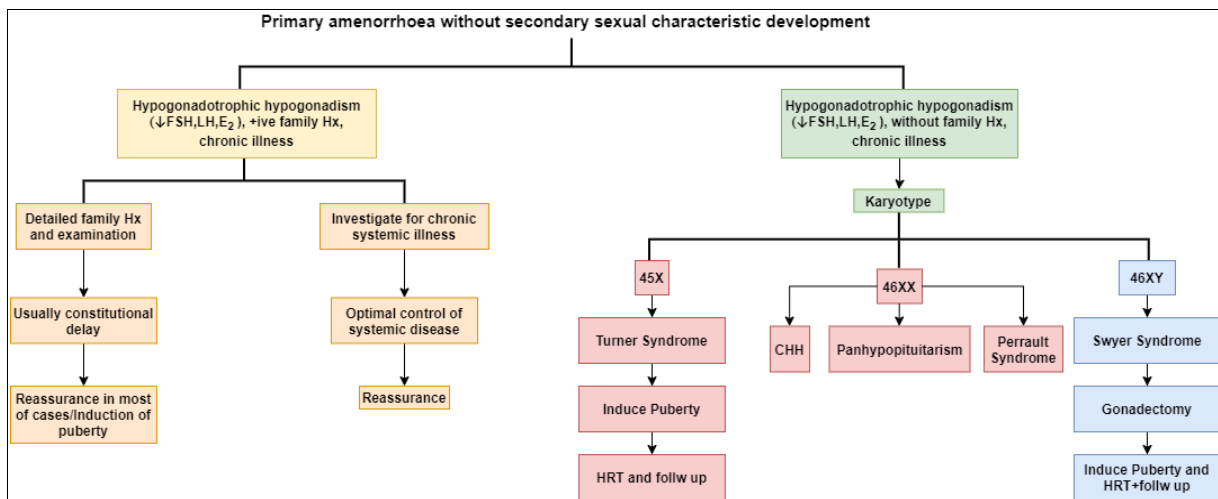 Primary amenorrhoea without secondary sexual characteristic development
Hypogonadotrophic hypogonadism
(↓FSH,LH,E₂), +ive family Hx,
chronic illness
Hypogonadotrophic hypogonadism
(↓FSH,LH,E₂), without family Hx,
chronic illness
Detailed family Hx
and examination
Investigate for chronic
systemic illness
Karyotype
Usually constitutional
delay
Optimal control of
systemic disease
Reassurance in most
of cases/Induction of
puberty
Reassurance
45X
46XX
46XY
Turner Syndrome
CHH
Panhypopituitarism
Perrault
Syndrome
Swyer Syndrome
Induce Puberty
Gonadectomy
HRT and follw up
Induce Puberty and
HRT+follw up